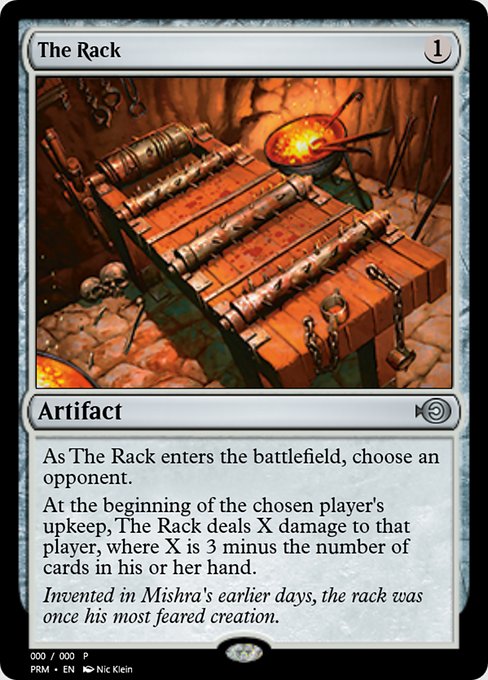 The Rack 1
Artifact
As The Rack enters the battlefield, choose an
opponent.
At the beginning of the chosen player's
upkeep, The Rack deals X damage to that
player, where X is 3 minus the number of
cards in his or her hand.
Invented in Mishra's earlier days, the rack was
once his most feared creation.
000 / 000 P
PRM • EN Nic Klein